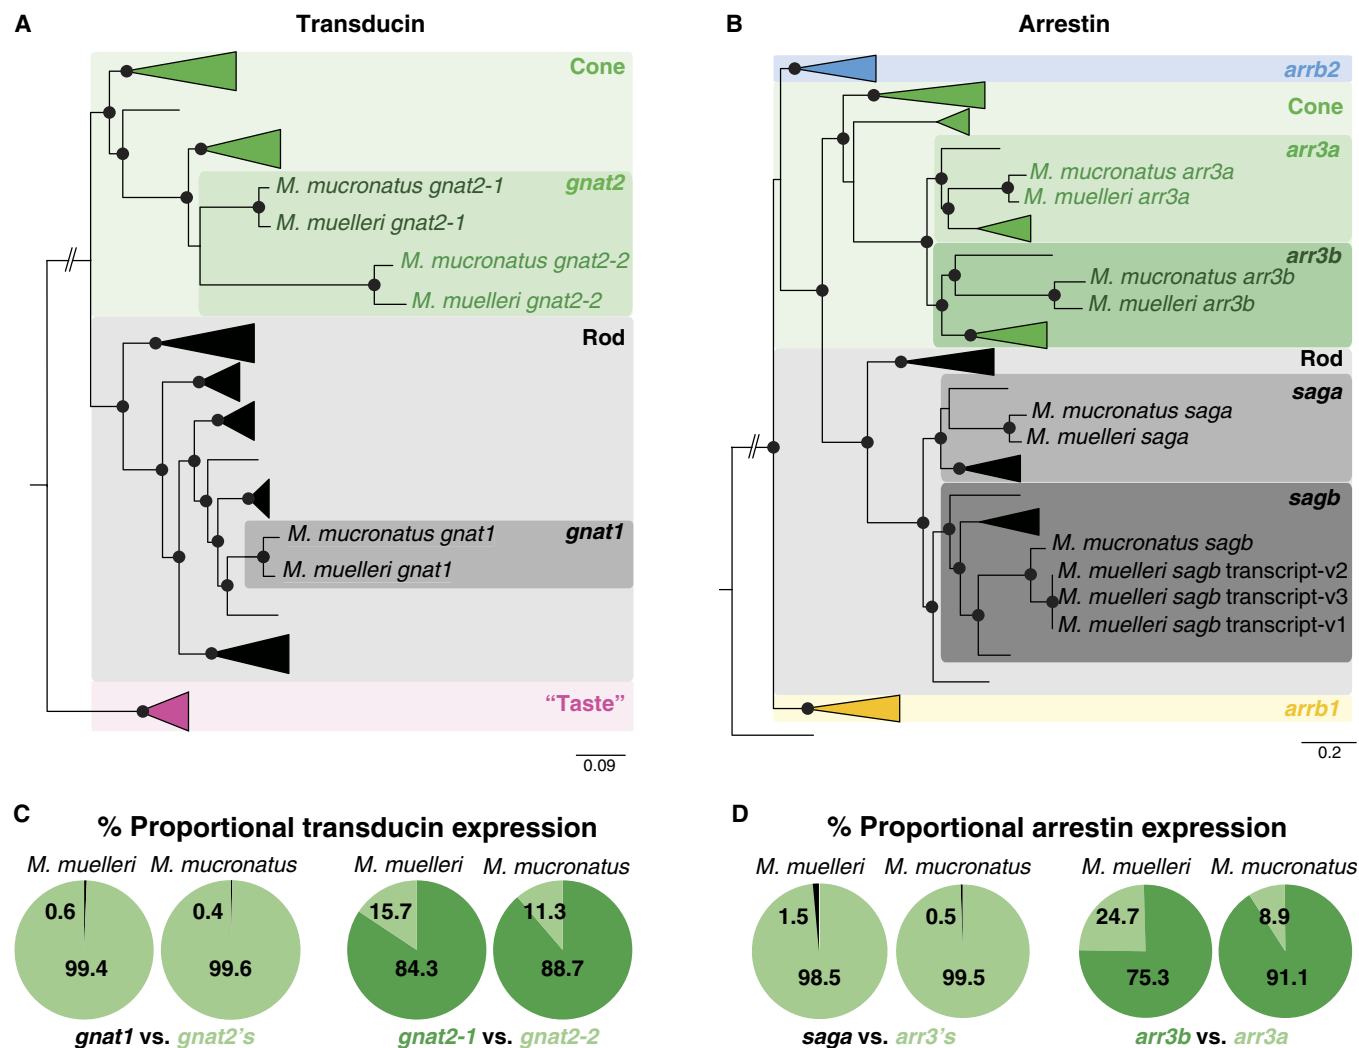 A
Transducin
Cone
gnat2
M. mucronatus gnat2-1
M. muelleri gnat2-1
M. mucronatus gnat2-2
M. muelleri gnat2-2
Rod
gnat1
M. mucronatus gnat1
M. muelleri gnat1
“Taste”
0.09
B
Arrestin
arrb2
Cone
arr3a
M. mucronatus arr3a
M. muelleri arr3a
arr3b
M. mucronatus arr3b
M. muelleri arr3b
Rod
saga
M. mucronatus saga
M. muelleri saga
sagb
M. mucronatus sagb
M. muelleri sagb transcript-v2
M. muelleri sagb transcript-v3
M. muelleri sagb transcript-v1
arrb1
0.2
C
% Proportional transducin expression
M. muelleri
M. mucronatus
M. muelleri
M. mucronatus
0.6
99.4
0.4
99.6
15.7
84.3
11.3
88.7
gnat1 vs. gnat2’s
gnat2-1 vs. gnat2-2
D
% Proportional arrestin expression
M. muelleri
M. mucronatus
M. muelleri
M. mucronatus
1.5
98.5
0.5
99.5
24.7
75.3
8.9
91.1
saga vs. arr3’s
arr3b vs. arr3a